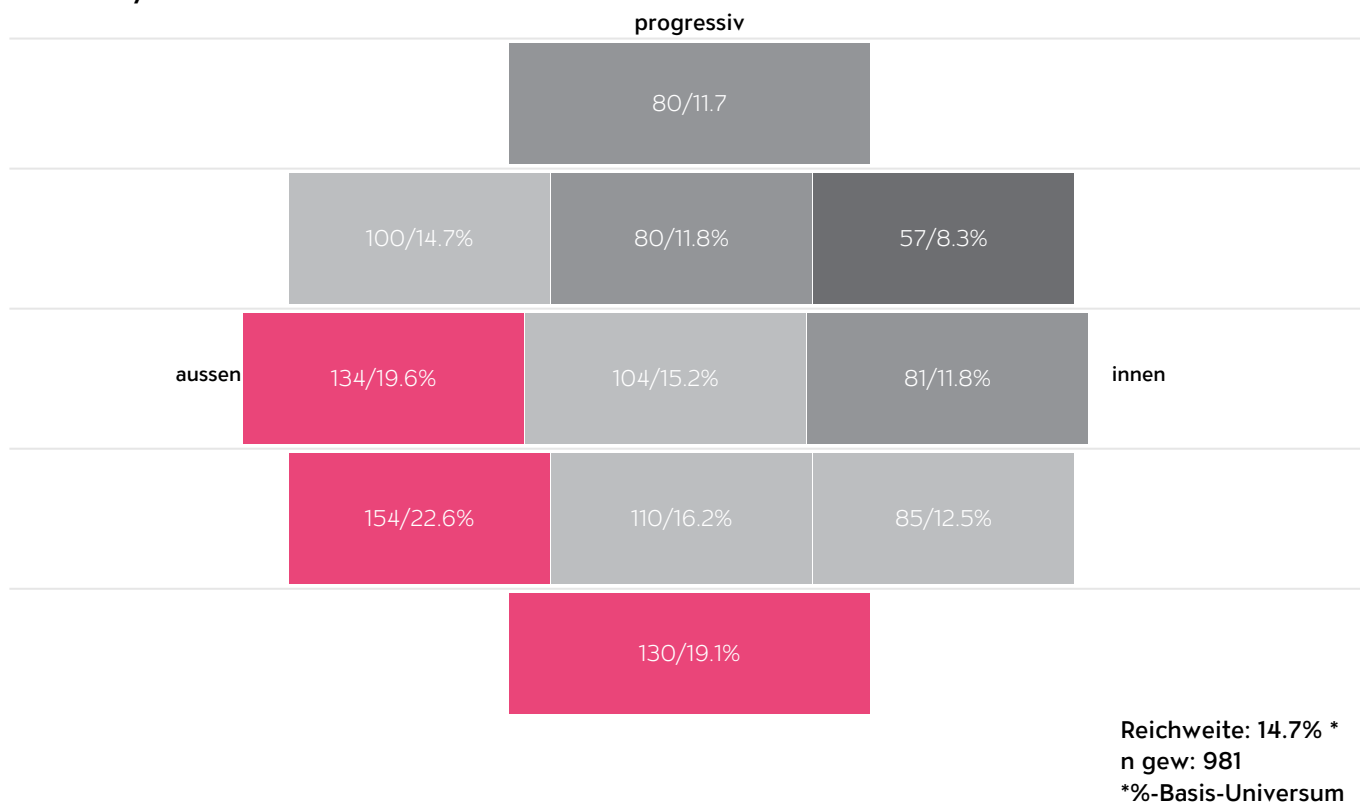 progressiv
80/11.7
100/14.7% 80/11.8% 57/8.3%
aussen 134/19.6% 104/15.2% 81/11.8% innen
154/22.6% 110/16.2% 85/12.5%
130/19.1%
Reichweite: 14.7% *
n gew: 981
*%-Basis-Universum